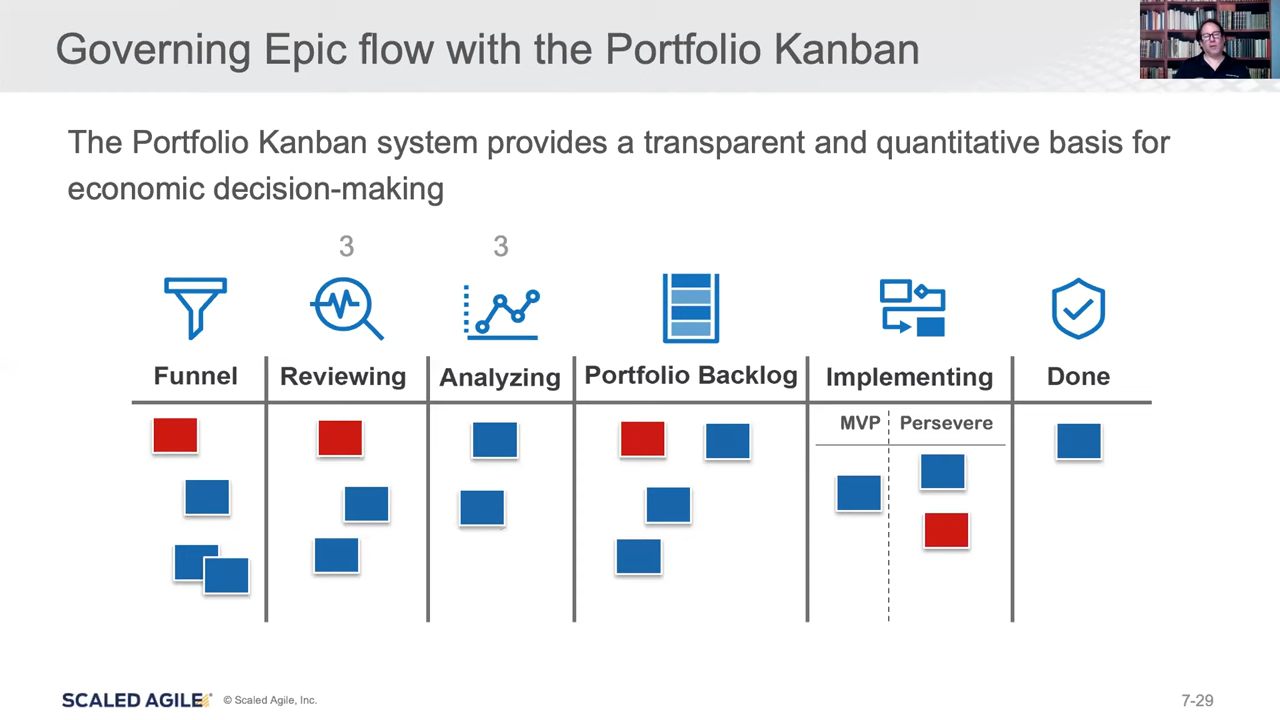 Governing Epic flow with the Portfolio Kanban
The Portfolio Kanban system provides a transparent and quantitative basis for
economic decision-making
3 3
Funnel Reviewing Analyzing Portfolio Backlog Implementing Done
MVP Persevere
SCALED AGILE © Scaled Agile, Inc. 7-29